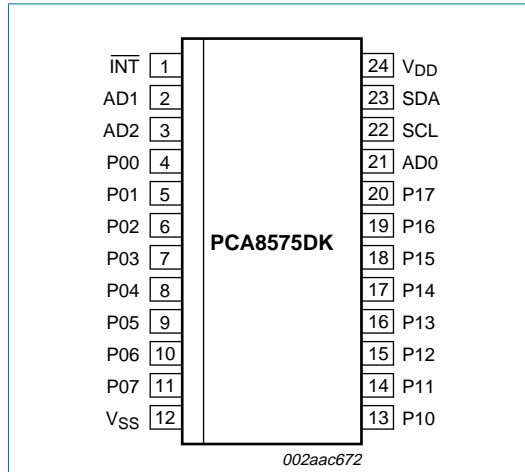 INT 1 24 VDD
AD1 2 23 SDA
AD2 3 22 SCL
P00 4 21 AD0
P01 5 20 P17
P02 6 19 P16
PCA8575DK
P03 7 18 P15
P04 8 17 P14
P05 9 16 P13
P06 10 15 P12
P07 11 14 P11
VSS 12 13 P10
002aac672